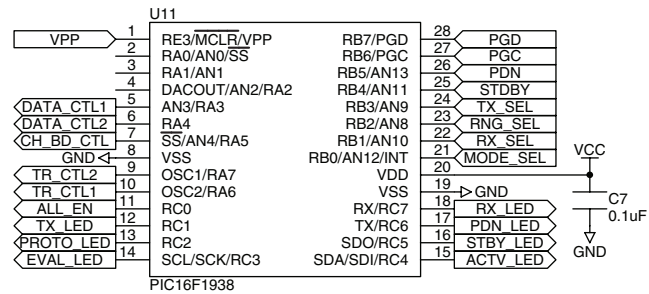 U11
VPP 1 RE3/MCLR/VPP RB7/PGD 28 PGD
2 RA0/AN0/SS RB6/PGC 27 PGC
3 RA1/AN1 RB5/AN13 26 PDN
4 DACOUT/AN2/RA2 RB4/AN11 25 STDBY
DATA_CTL1 5 AN3/RA3 RB3/AN9 24 TX_SEL
DATA_CTL2 6 RA4 RB2/AN8 23 RNG_SEL
CH_BD_CTL 7 SS/AN4/RA5 RB1/AN10 22 RX_SEL
GND 8 VSS RB0/AN12/INT 21 MODE_SEL VCC
TR_CTL2 9 OSC1/RA7 VDD 20
TR_CTL1 10 OSC2/RA6 VSS 19 GND C7
ALL_EN 11 RC0 RX/RC7 18 RX_LED 0.1uF
TX_LED 12 RC1 TX/RC6 17 PDN_LED
PROTO_LED 13 RC2 SDO/RC5 16 STBY_LED GND
EVAL_LED 14 SCL/SCK/RC3 SDA/SDI/RC4 15 ACTV_LED
PIC16F1938